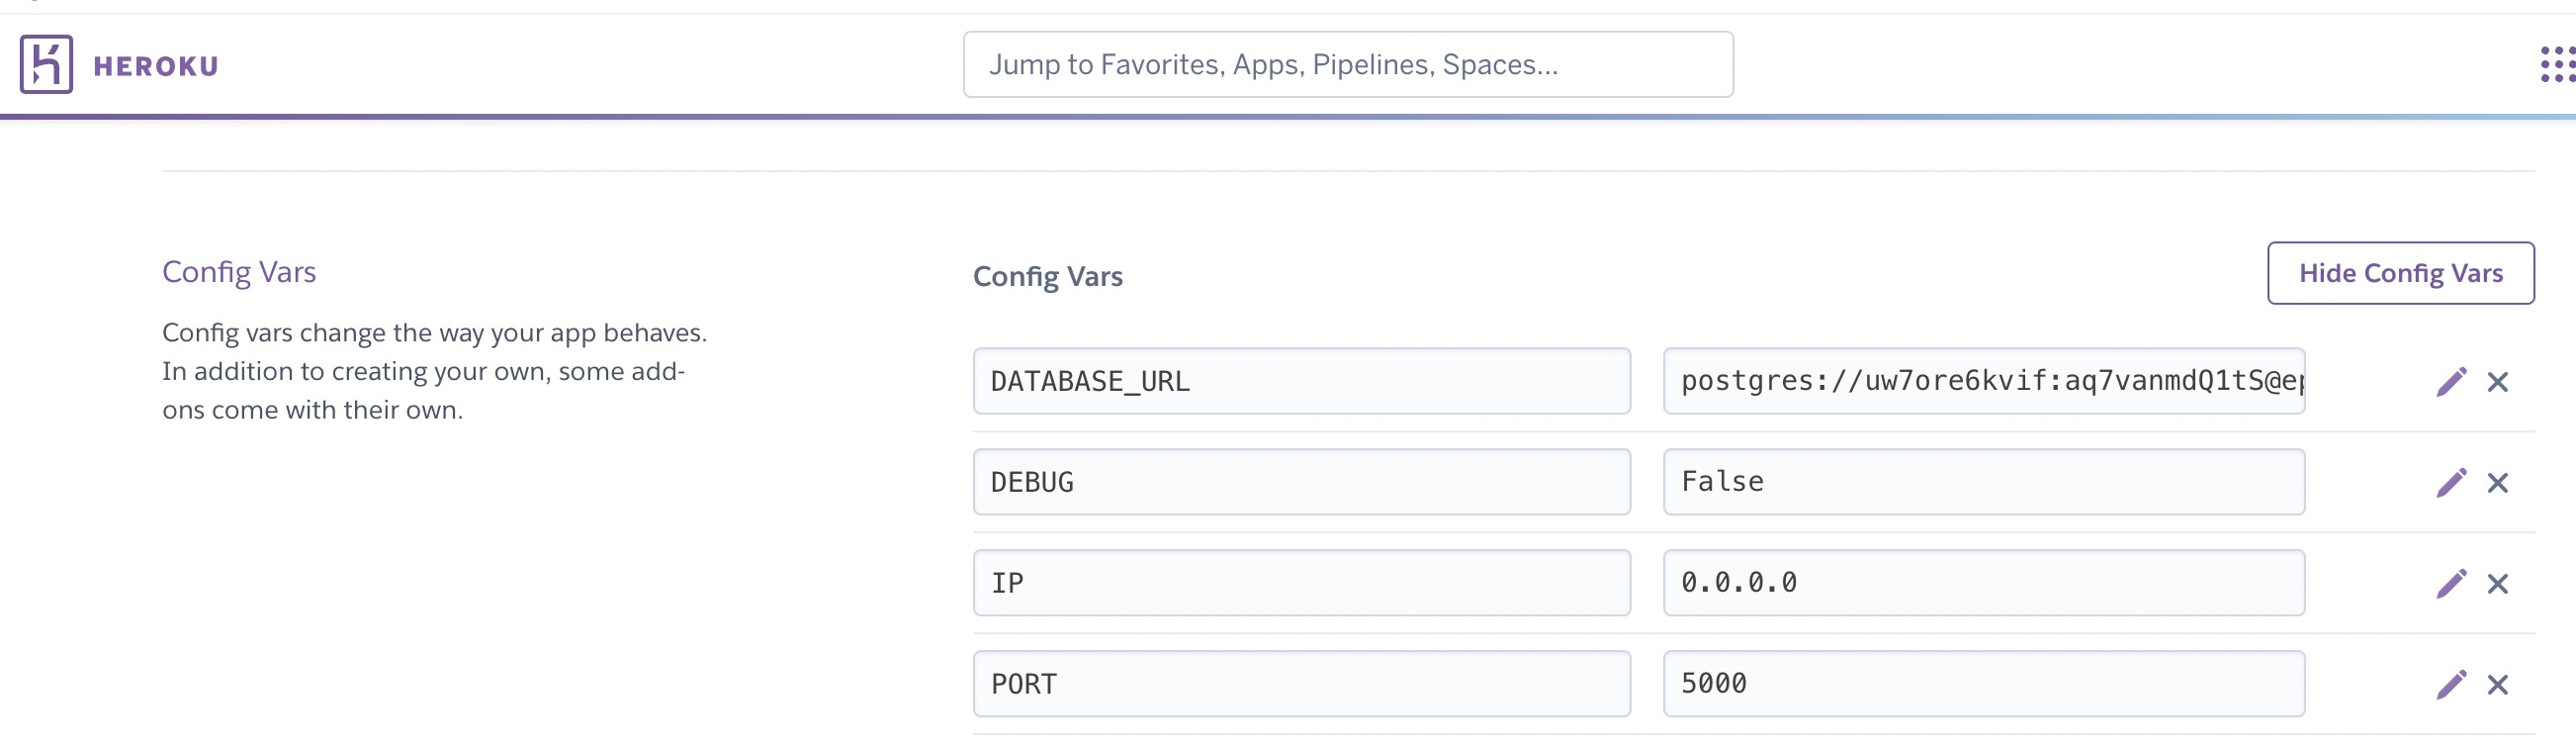 HEROKU
Jump to Favorites, Apps, Pipelines, Spaces...
Config Vars
Config vars change the way your app behaves.
In addition to creating your own, some add-
ons come with their own.
Config Vars
Hide Config Vars
DATABASE_URL
postgres://uw7ore6kvif:aq7vanmdQ1tS@ep
DEBUG
False
IP
0.0.0.0
PORT
5000